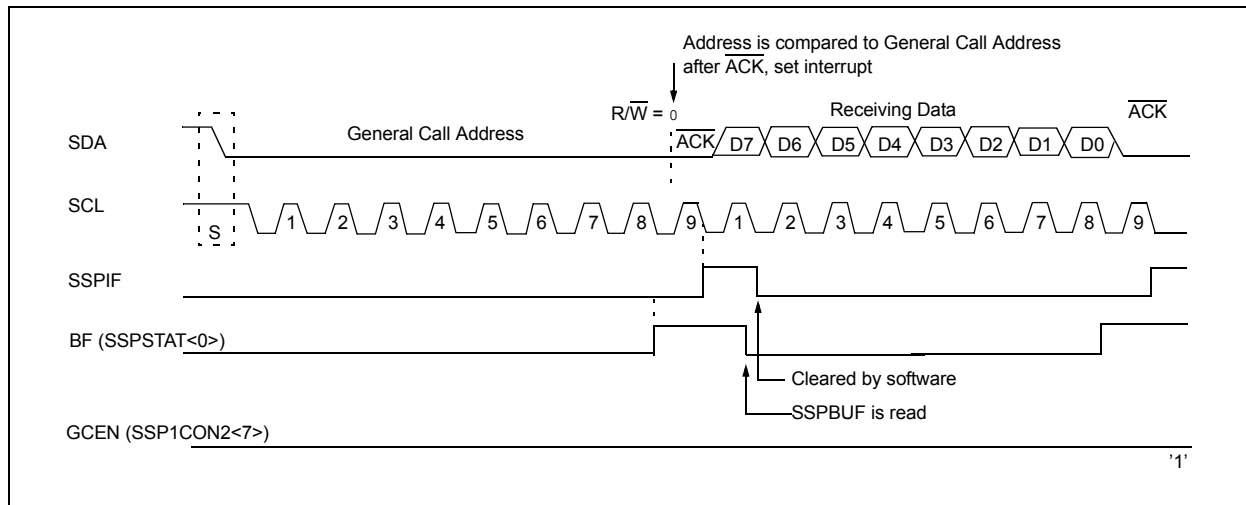 Address is compared to General Call Address
after ACK, set interrupt
R/W = 0
General Call Address
Receiving Data
ACK
SDA
ACK
D7 D6 D5 D4 D3 D2 D1 D0
SCL
S
1 2 3 4 5 6 7 8 9 1 2 3 4 5 6 7 8 9
SSPIF
BF (SSPSTAT<0>)
Cleared by software
SSPBUF is read
GCEN (SSP1CON2<7>)
’1’